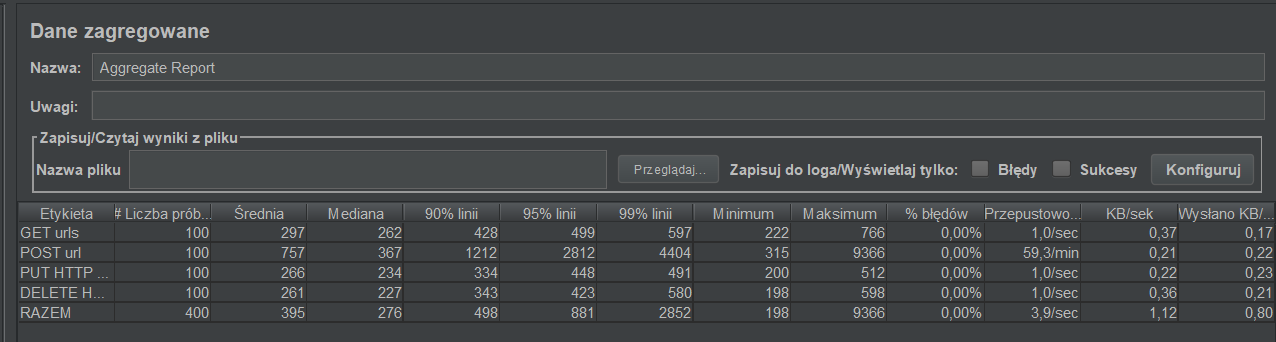 Dane zagregowane
Nazwa: Aggregate Report
Uwagi:
Zapisuj/Czytaj wyniki z pliku
Nazwa pliku Przeglądaj... Zapisuj do loga/Wyświetlaj tylko: Błędy Sukcesy Konfiguruj
Etykieta # Liczba prób... Średnia Mediana 90% linii 95% linii 99% linii Minimum Maksimum % błędów Przepustowo... KB/sek Wysłano KB/...
GET urls 100 297 262 428 499 597 222 766 0,00% 1,0/sec 0,37 0,17
POST url 100 757 367 1212 2812 4404 315 9366 0,00% 59,3/min 0,21 0,22
PUT HTTP ... 100 266 234 334 448 491 200 512 0,00% 1,0/sec 0,22 0,23
DELETE H... 100 261 227 343 423 580 198 598 0,00% 1,0/sec 0,36 0,21
RAZEM 400 395 276 498 881 2852 198 9366 0,00% 3,9/sec 1,12 0,80